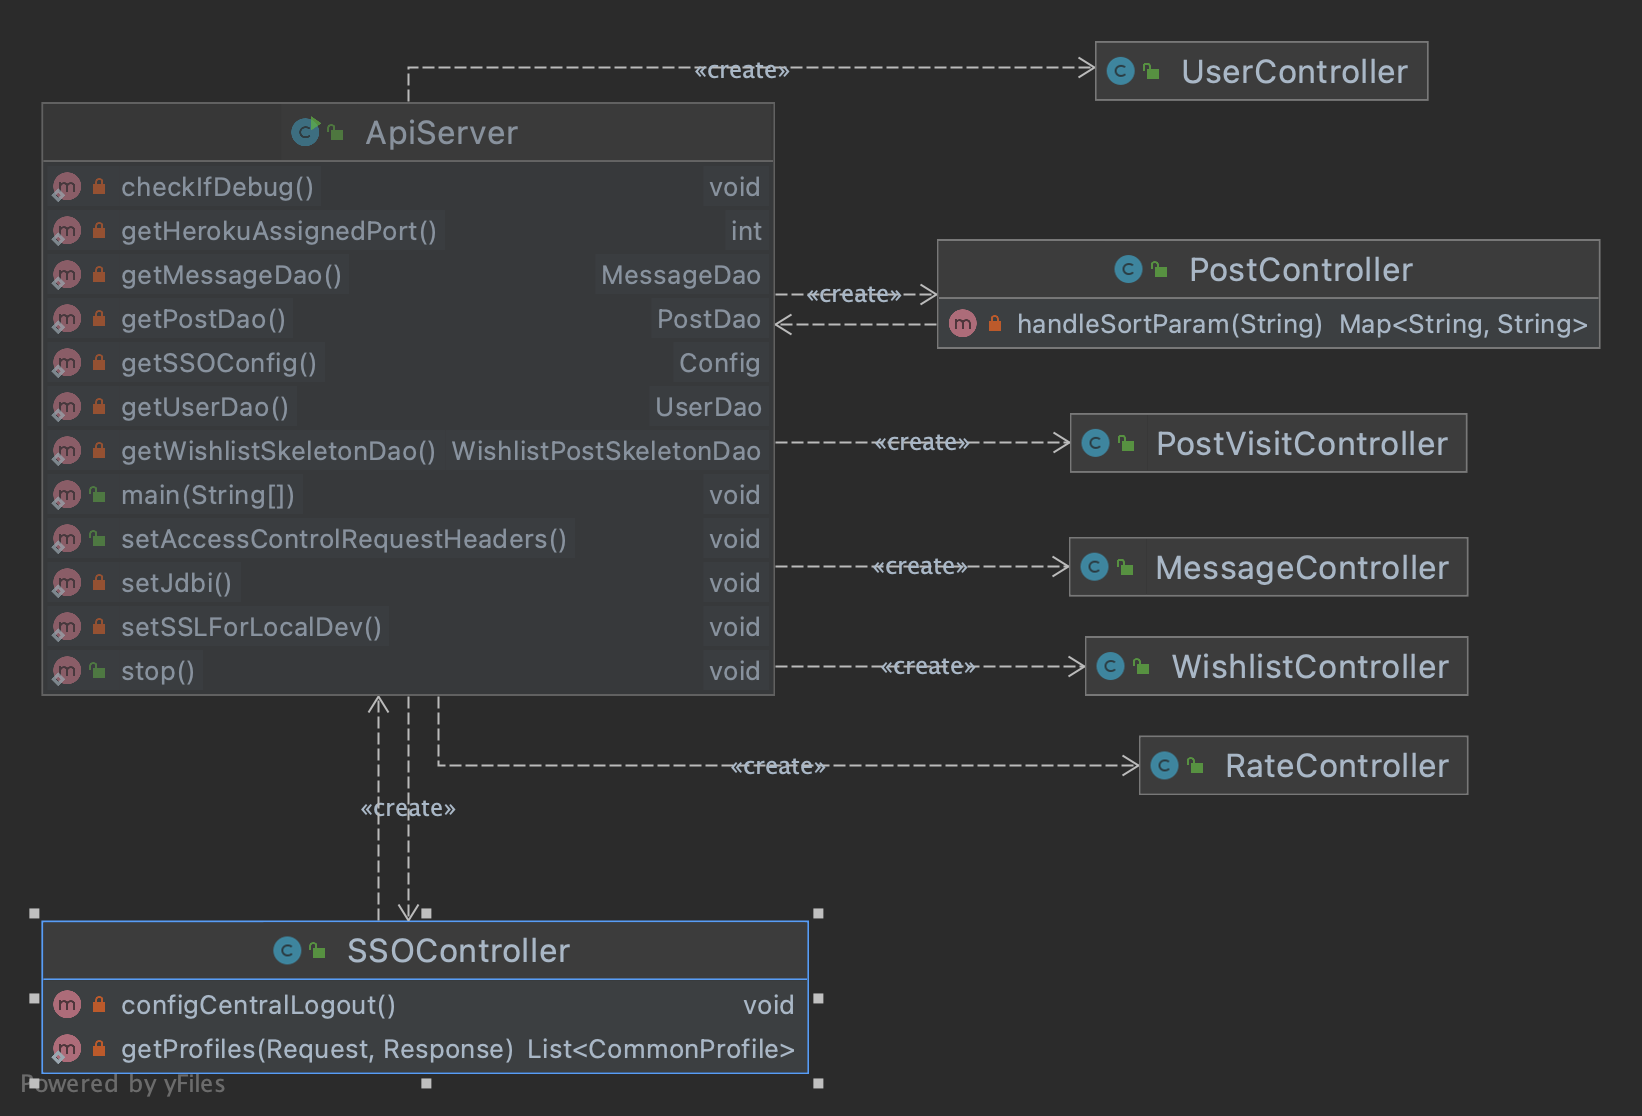 «create»
UserController
ApiServer
checkIfDebug() void
getHerokuAssignedPort() int
getMessageDao() MessageDao
getPostDao() PostDao
getSSOConfig() Config
getUserDao() UserDao
getWishlistSkeletonDao() WishlistPostSkeletonDao
main(String[]) void
setAccessControlRequestHeaders() void
setJdbi() void
setSSLForLocalDev() void
stop() void
«create»
PostController
handleSortParam(String) Map<String, String>
«create»
PostVisitController
«create»
MessageController
«create»
WishlistController
«create»
RateController
«create»
SSOController
configCentralLogout() void
getProfiles(Request, Response) List<CommonProfile>
Powered by yFiles